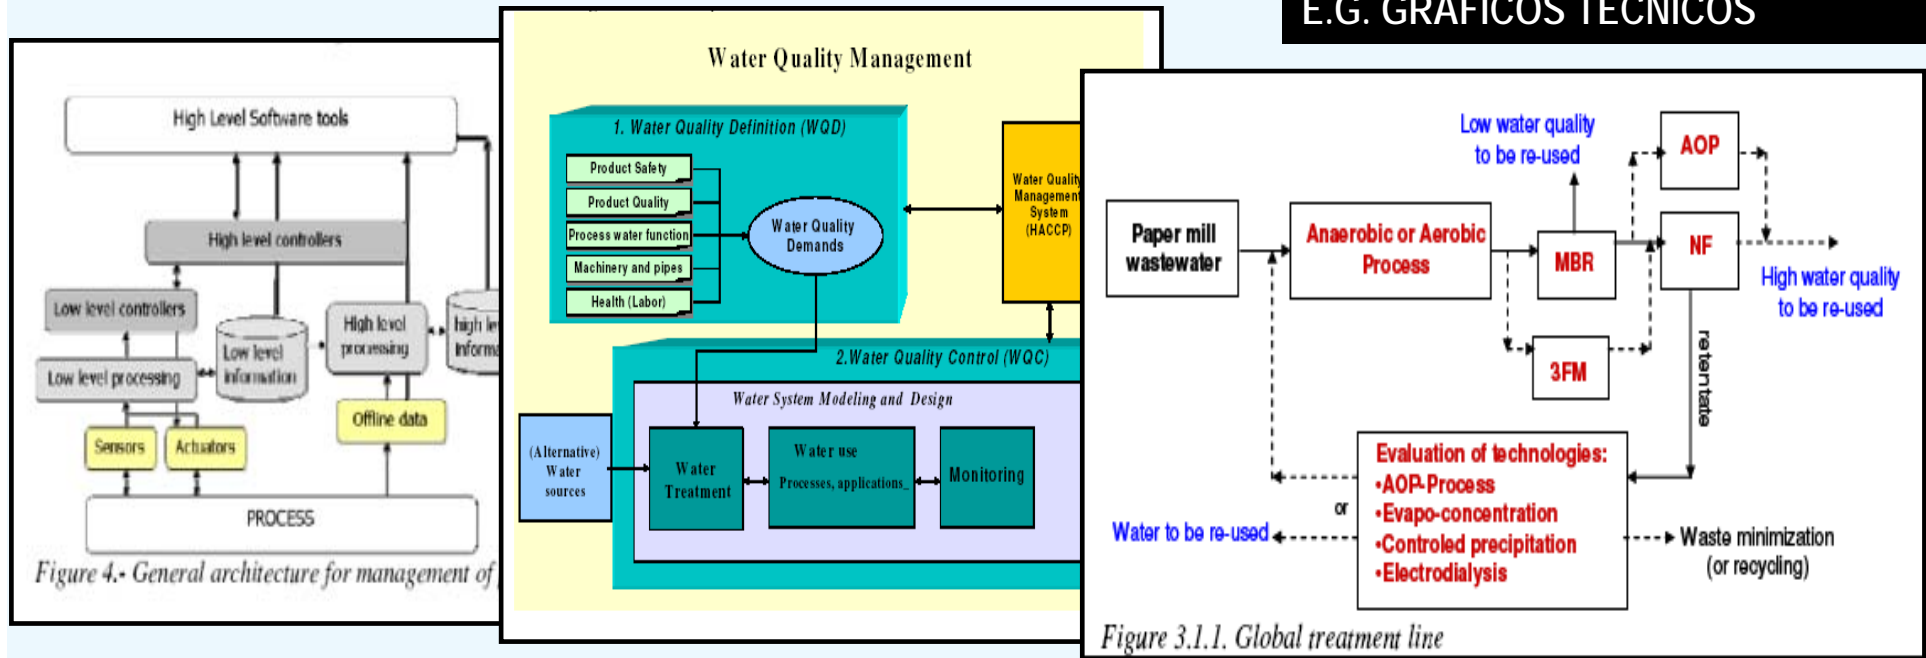 E.G. GRÁFICOS TÉCNICOS
High Level Software tools
High level controllers
Low level controllers
Low level
information
High level
processing
high le
Informa
Low level processing
Offline data
Sensors
Actuators
PROCESS
Figure 4.- General architecture for management of
Water Quality Management
1. Water Quality Definition (WQD)
Product Safety
Product Quality
Process water function
Machinery and pipes
Health (Labor)
Water Quality
Demands
Water Quality
Management
System
(HACCP)
2.Water Quality Control (WQC)
Water System Modeling and Design
(Alternative)
Water
sources
Water
Treatment
Water use
Processes, applications_
Monitoring
Low water quality
to be re-used
AOP
Paper mill
wastewater
Anaerobic or Aerobic
Process
MBR
NF
High water quality
to be re-used
3FM
retentate
Evaluation of technologies:
•AOP-Process
•Evapo-concentration
•Controled precipitation
•Electrodialysis
or
Water to be re-used
Waste minimization
(or recycling)
Figure 3.1.1. Global treatment line